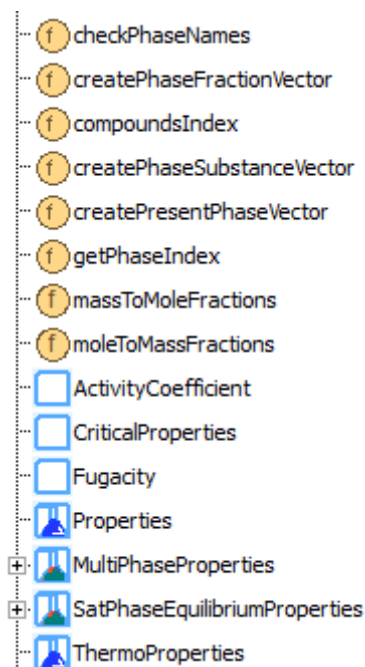 checkPhaseNames
createPhaseFractionVector
compoundsIndex
createPhaseSubstanceVector
createPresentPhaseVector
getPhaseIndex
massToMoleFractions
moleToMassFractions
ActivityCoefficient
CriticalProperties
Fugacity
Properties
MultiPhaseProperties
SatPhaseEquilibriumProperties
ThermoProperties